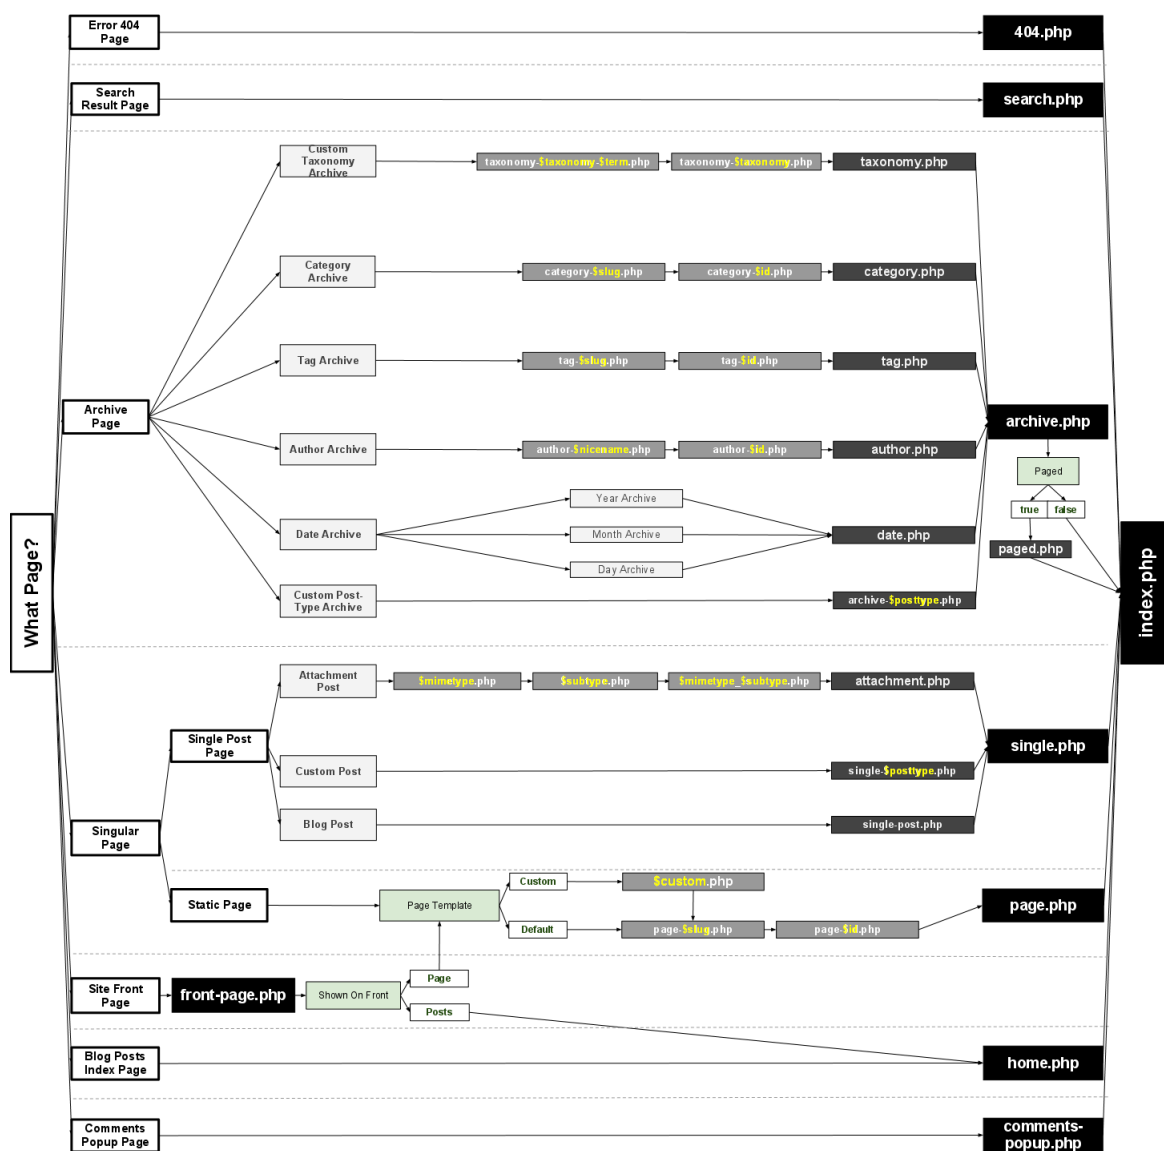 Error 404
Page
404.php
Search
Result Page
search.php
Custom
Taxonomy
Archive
taxonomy-$taxonomy-$term.php
taxonomy-$taxonomy.php
taxonomy.php
Category
Archive
category-$slug.php
category-$id.php
category.php
Tag Archive
tag-$slug.php
tag-$id.php
tag.php
Archive
Page
archive.php
Author Archive
author-$nicename.php
author-$id.php
author.php
Paged
true
false
paged.php
Date Archive
Year Archive
Month Archive
Day Archive
date.php
What Page?
index.php
Custom Post-
Type Archive
archive-$posttype.php
Attachment
Post
$mimetype.php
$subtype.php
$mimetype_$subtype.php
attachment.php
Single Post
Page
single.php
Custom Post
single-$posttype.php
Blog Post
single-post.php
Singular
Page
Static Page
Page Template
Custom
$custom.php
Default
page-$slug.php
page-$id.php
page.php
Site Front
Page
front-page.php
Shown On Front
Page
Posts
Blog Posts
Index Page
home.php
Comments
Popup Page
comments-
popup.php